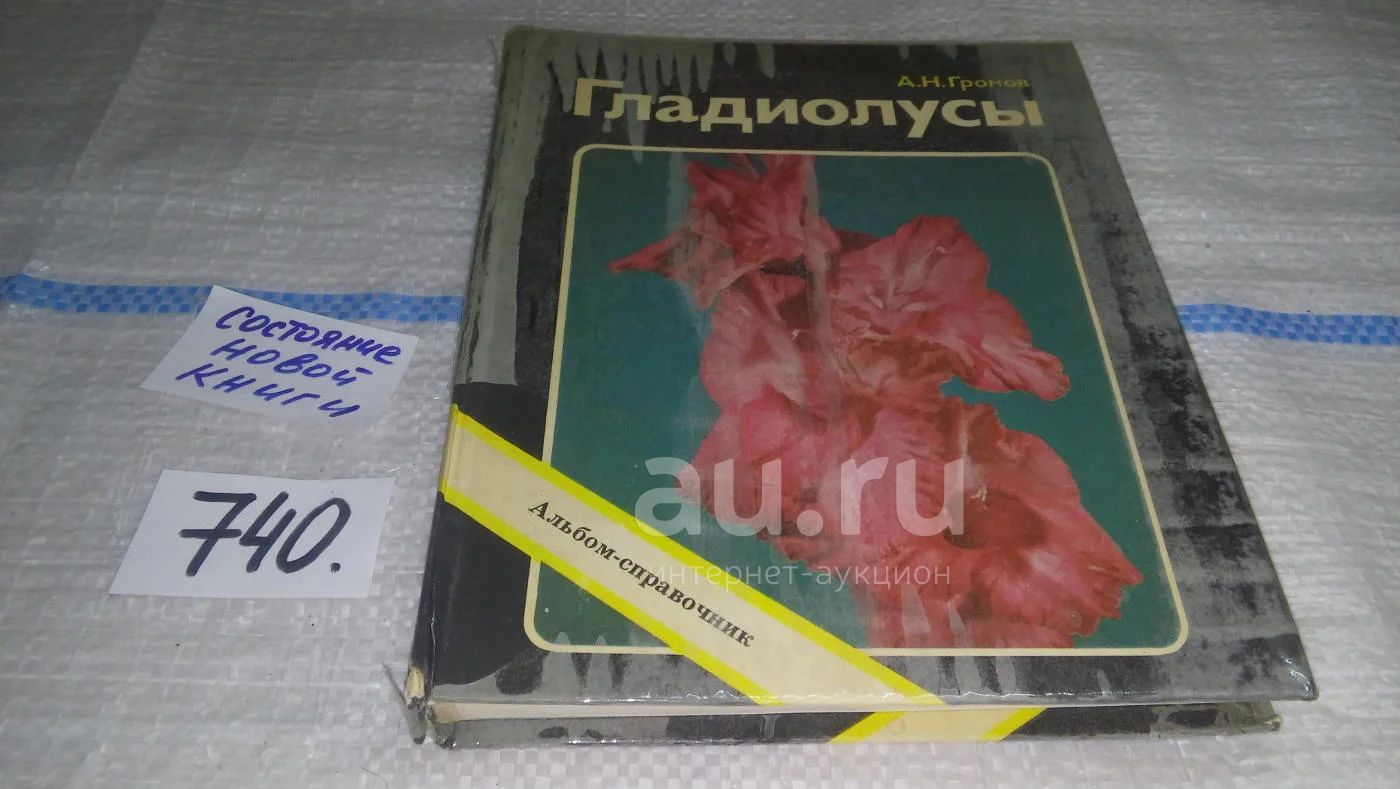 А.Н.Громов
Гладиолусы
состояние
новой
книги
740.
Альбом-справочник
au.ru
интернет-аукцион